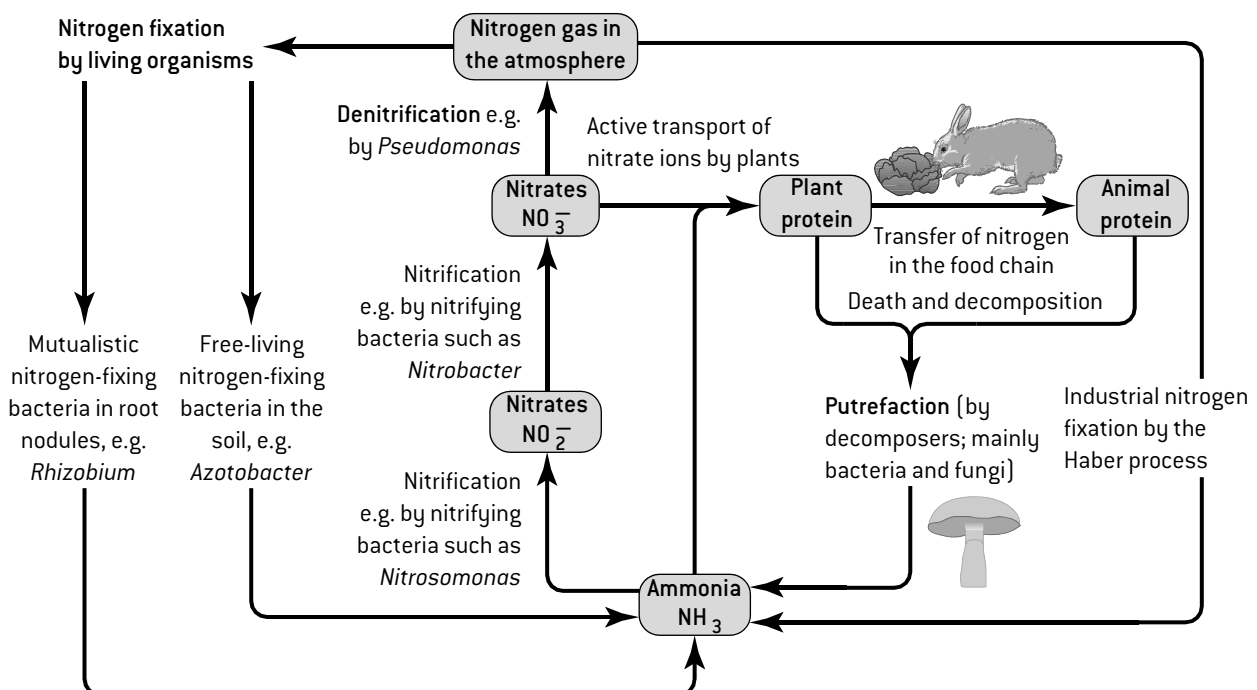 Nitrogen fixation
by living organisms
Nitrogen gas in
the atmosphere
Denitrification e.g.
by Pseudomonas
Active transport of
nitrate ions by plants
Nitrates
NO₃⁻
Plant
protein
Animal
protein
Transfer of nitrogen
in the food chain
Death and decomposition
Nitrification
e.g. by nitrifying
bacteria such as
Nitrobacter
Mutualistic
nitrogen-fixing
bacteria in root
nodules, e.g.
Rhizobium
Free-living
nitrogen-fixing
bacteria in the
soil, e.g.
Azotobacter
Nitrates
NO₂⁻
Putrefaction (by
decomposers; mainly
bacteria and fungi)
Industrial nitrogen
fixation by the
Haber process
Nitrification
e.g. by nitrifying
bacteria such as
Nitrosomonas
Ammonia
NH₃